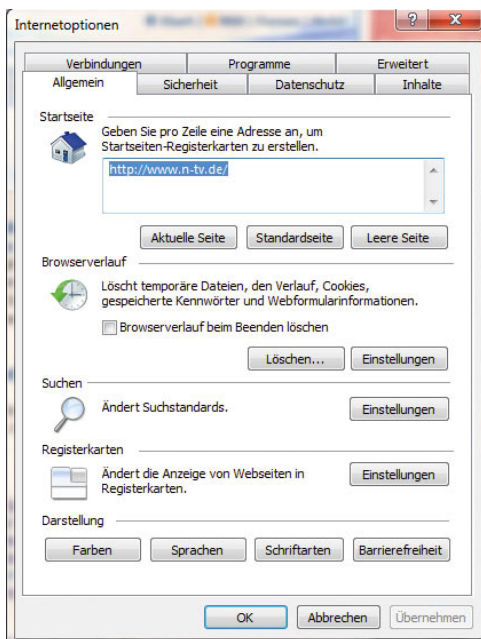 Internetoptionen
Verbindungen Programme Erweitert
Allgemein Sicherheit Datenschutz Inhalte
Startseite
Geben Sie pro Zeile eine Adresse an, um
Startseiten-Registerkarten zu erstellen.
http://www.n-tv.de/
Aktuelle Seite Standardseite Leere Seite
Browserverlauf
Löscht temporäre Dateien, den Verlauf, Cookies,
gespeicherte Kennwörter und Webformularinformationen.
Browserverlauf beim Beenden löschen
Löschen... Einstellungen
Suchen
Ändert Suchstandards.
Einstellungen
Registerkarten
Ändert die Anzeige von Webseiten in
Registerkarten.
Einstellungen
Darstellung
Farben Sprachen Schriftarten Barrierefreiheit
OK Abbrechen Übernehmen